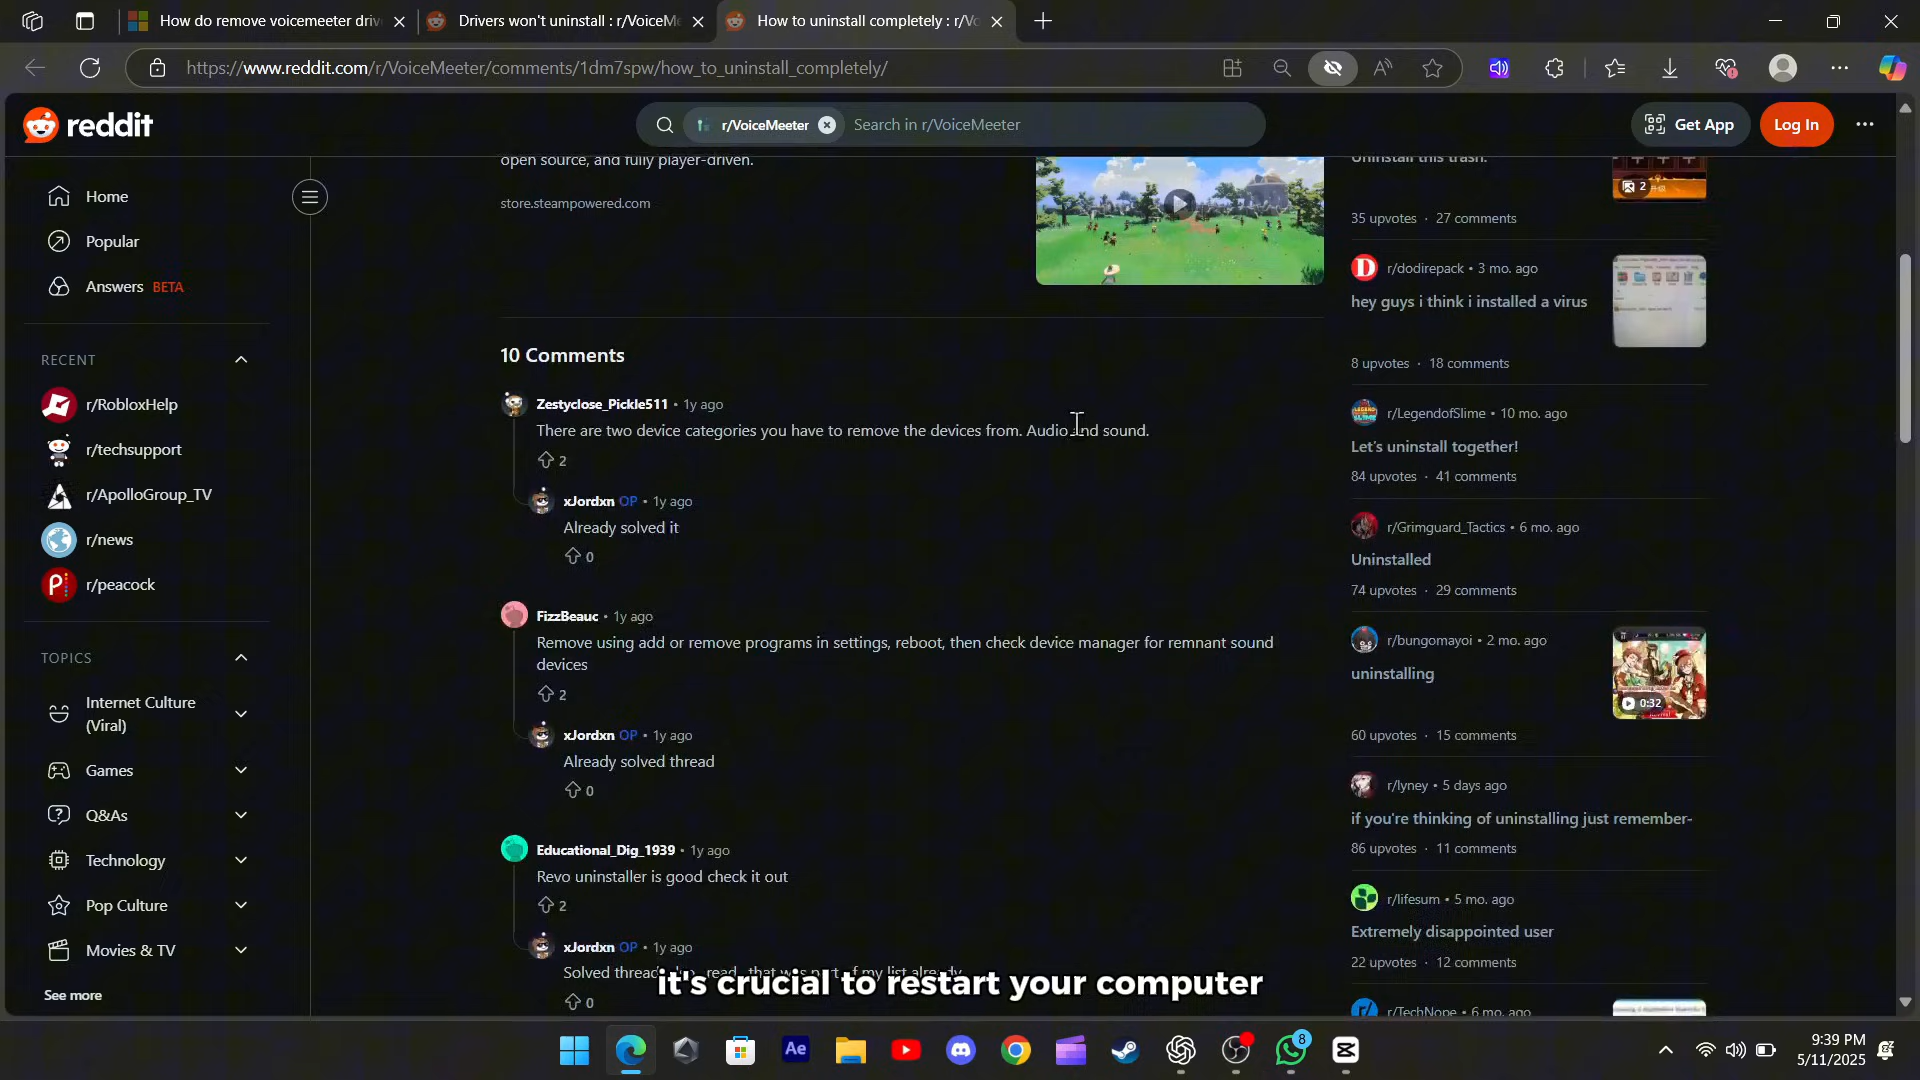 How do remove voicemeeter driv
Drivers won't uninstall : r/VoiceM
How to uninstall completely : r/Vo
https://www.reddit.com/r/VoiceMeeter/comments/1dm7spw/how_to_uninstall_completely/
reddit
r/VoiceMeeter
Search in r/VoiceMeeter
Get App
Log In
Home
Popular
Answers BETA
RECENT
r/RobloxHelp
r/techsupport
r/ApolloGroup_TV
r/news
r/peacock
TOPICS
Internet Culture
(Viral)
Games
Q&As
Technology
Pop Culture
Movies & TV
See more
open source, and fully player-driven.
store.steampowered.com
10 Comments
Zestyclose_Pickle511 • 1y ago
There are two device categories you have to remove the devices from. Audio and sound.
2
xJordxn OP • 1y ago
Already solved it
0
FizzBeauc • 1y ago
Remove using add or remove programs in settings, reboot, then check device manager for remnant sound
devices
2
xJordxn OP • 1y ago
Already solved thread
0
Educational_Dig_1939 • 1y ago
Revo uninstaller is good check it out
2
xJordxn OP • 1y ago
Solved thread
my list already
0
it's crucial to restart your computer
Uninstall this trash.
2
35 upvotes · 27 comments
r/dodirepack • 3 mo. ago
hey guys i think i installed a virus
8 upvotes · 18 comments
r/LegendofSlime • 10 mo. ago
Let's uninstall together!
84 upvotes · 41 comments
r/Grimguard_Tactics • 6 mo. ago
Uninstalled
74 upvotes · 29 comments
r/bungomayoi • 2 mo. ago
uninstalling
0:32
60 upvotes · 15 comments
r/lyney • 5 days ago
if you're thinking of uninstalling just remember-
86 upvotes · 11 comments
r/lifesum • 5 mo. ago
Extremely disappointed user
22 upvotes · 12 comments
r/TechNope • 6 mo. ago
Ae
8
9:39 PM
5/11/2025